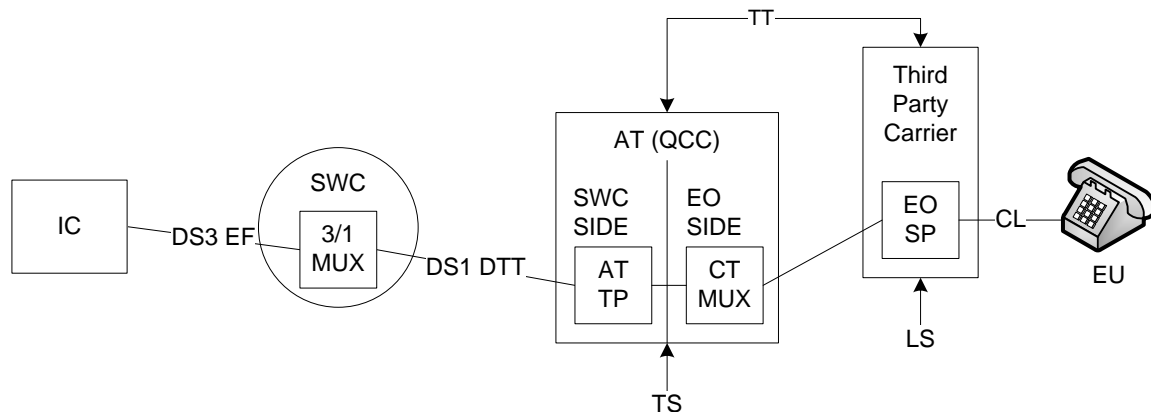 TT
Third
Party
Carrier
AT (QCC)
SWC
SWC
SIDE
EO
SIDE
IC
DS3 EF
3/1
MUX
DS1 DTT
AT
TP
CT
MUX
EO
SP
CL
EU
LS
TS